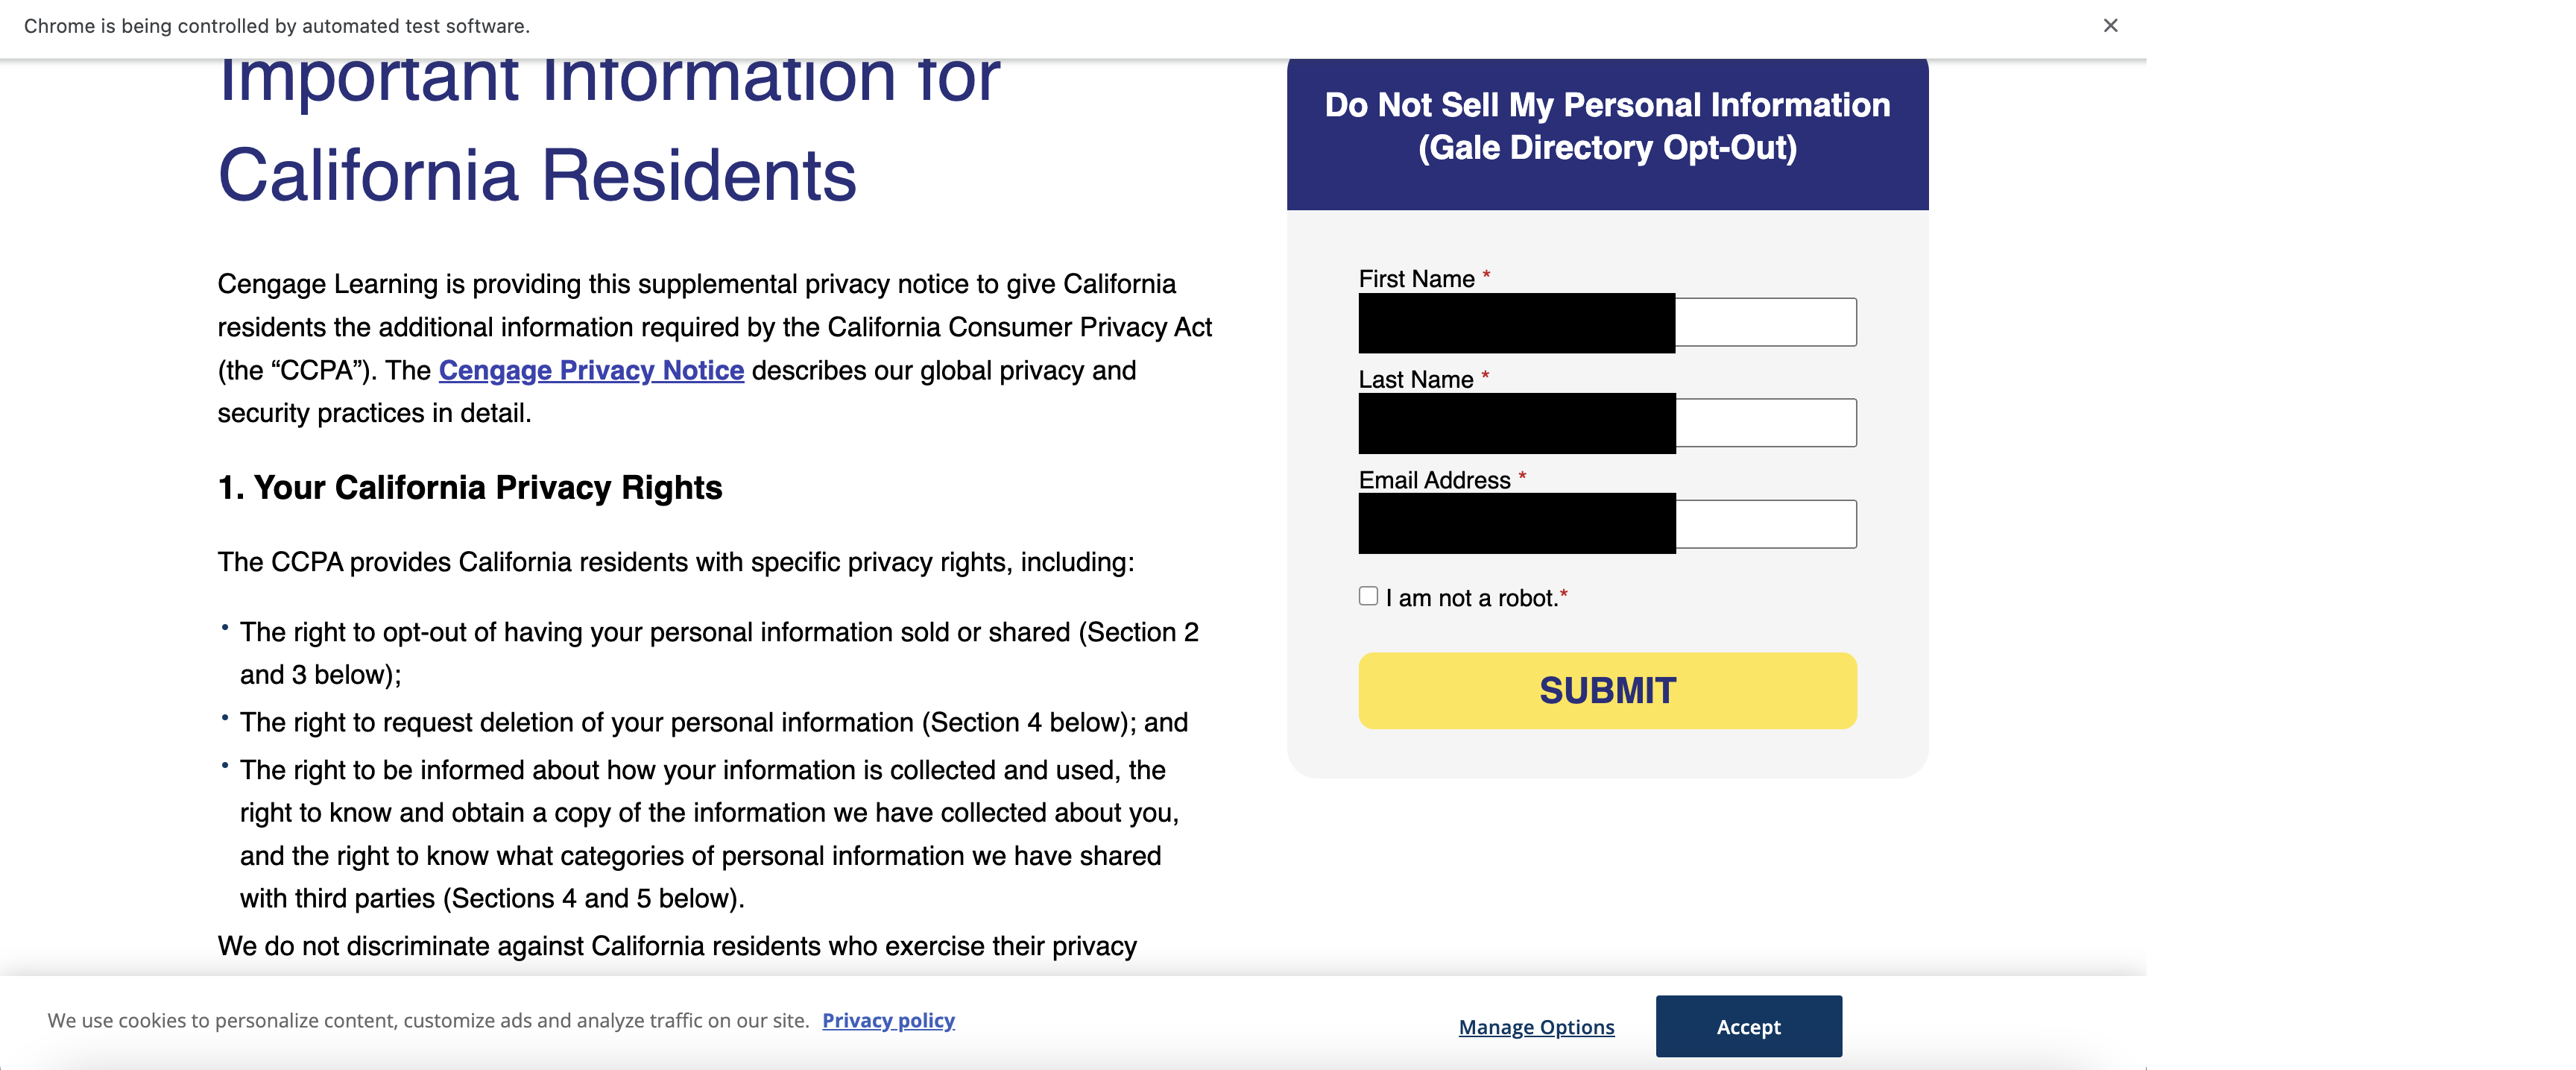 Chrome is being controlled by automated test software.
Important Information for
California Residents
Cengage Learning is providing this supplemental privacy notice to give California
residents the additional information required by the California Consumer Privacy Act
(the “CCPA”). The Cengage Privacy Notice describes our global privacy and
security practices in detail.
1. Your California Privacy Rights
The CCPA provides California residents with specific privacy rights, including:
• The right to opt-out of having your personal information sold or shared (Section 2
and 3 below);
• The right to request deletion of your personal information (Section 4 below); and
• The right to be informed about how your information is collected and used, the
right to know and obtain a copy of the information we have collected about you,
and the right to know what categories of personal information we have shared
with third parties (Sections 4 and 5 below).
We do not discriminate against California residents who exercise their privacy
Do Not Sell My Personal Information
(Gale Directory Opt-Out)
First Name *
Last Name *
Email Address *
I am not a robot.*
SUBMIT
We use cookies to personalize content, customize ads and analyze traffic on our site. Privacy policy
Manage Options
Accept